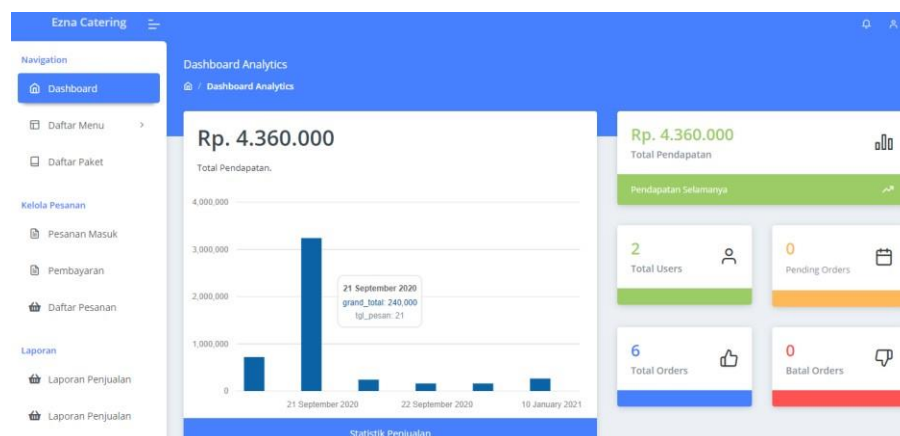 Ezna Catering
Navigation
Dashboard
Daftar Menu
Daftar Paket
Kelola Pesanan
Pesanan Masuk
Pembayaran
Daftar Pesanan
Laporan
Laporan Penjualan
Laporan Penjualan
Dashboard Analytics
/ Dashboard Analytics
Rp. 4.360.000
Total Pendapatan.
4,000,000
3,000,000
2,000,000
1,000,000
0
21 September 2020
grand_total: 240,000
tgl_pesan: 21
21 September 2020
22 September 2020
10 January 2021
Statistik Penjualan
Rp. 4.360.000
Total Pendapatan
Pendapatan Selamanya
2
Total Users
0
Pending Orders
6
Total Orders
0
Batal Orders